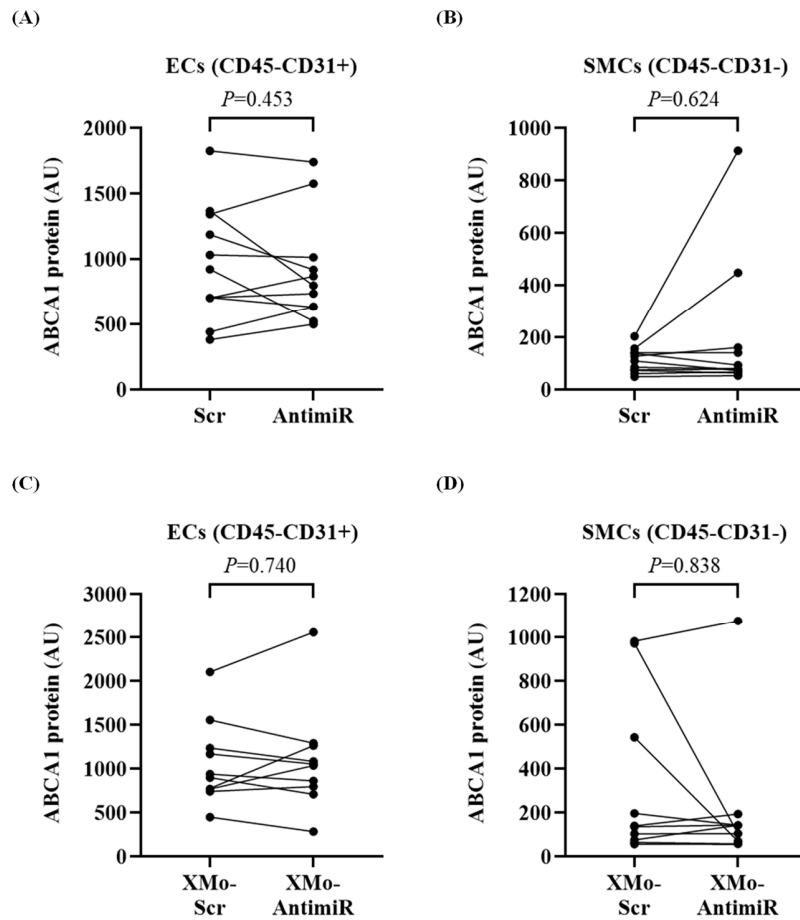 (A)
ECs (CD45-CD31+)
P=0.453
ABCA1 protein (AU)
2000
1500
1000
500
0
Scr
AntimiR
(B)
SMCs (CD45-CD31-)
P=0.624
ABCA1 protein (AU)
1000
800
600
400
200
0
Scr
AntimiR
(C)
ECs (CD45-CD31+)
P=0.740
ABCA1 protein (AU)
3000
2500
2000
1500
1000
500
0
XMo-
Scr
XMo-
AntimiR
(D)
SMCs (CD45-CD31-)
P=0.838
ABCA1 protein (AU)
1200
1000
800
600
400
200
0
XMo-
Scr
XMo-
AntimiR